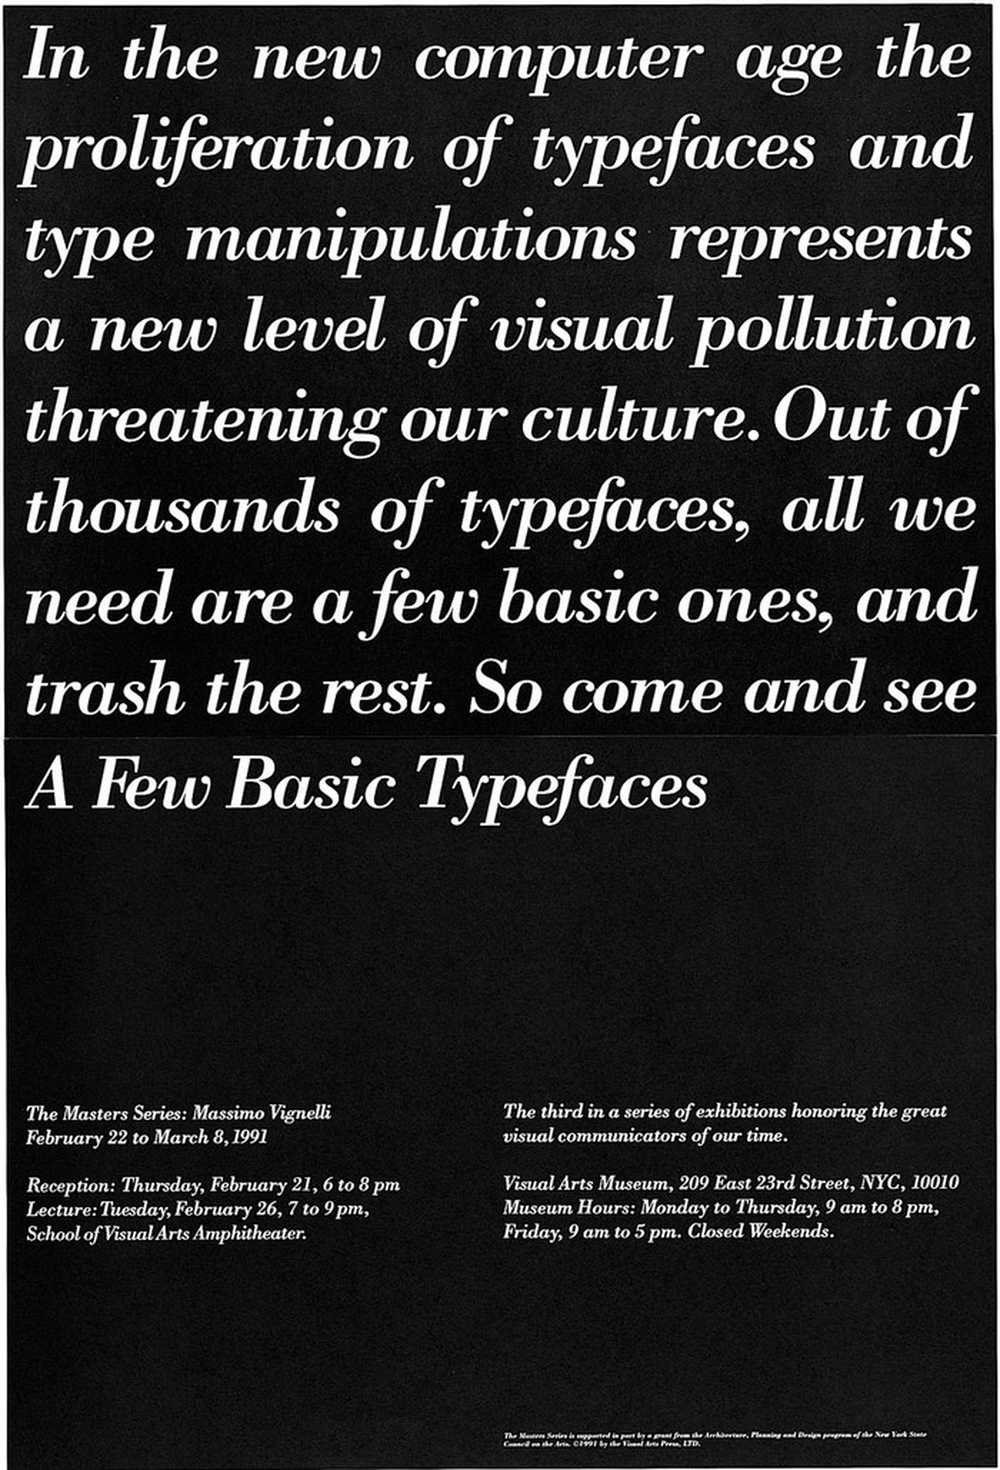 In the new computer age the
proliferation of typefaces and
type manipulations represents
a new level of visual pollution
threatening our culture. Out of
thousands of typefaces, all we
need are a few basic ones, and
trash the rest. So come and see
A Few Basic Typefaces
The Masters Series: Massimo Vignelli
February 22 to March 8, 1991
Reception: Thursday, February 21, 6 to 8 pm
Lecture: Tuesday, February 26, 7 to 9 pm,
School of Visual Arts Amphitheater.
The third in a series of exhibitions honoring the great
visual communicators of our time.
Visual Arts Museum, 209 East 23rd Street, NYC, 10010
Museum Hours: Monday to Thursday, 9 am to 8 pm,
Friday, 9 am to 5 pm. Closed Weekends.
The Masters Series is supported in part by a grant from the Architecture, Planning and Design program of the New York State
Council on the Arts. ©1991 by the Visual Arts Press, LTD.